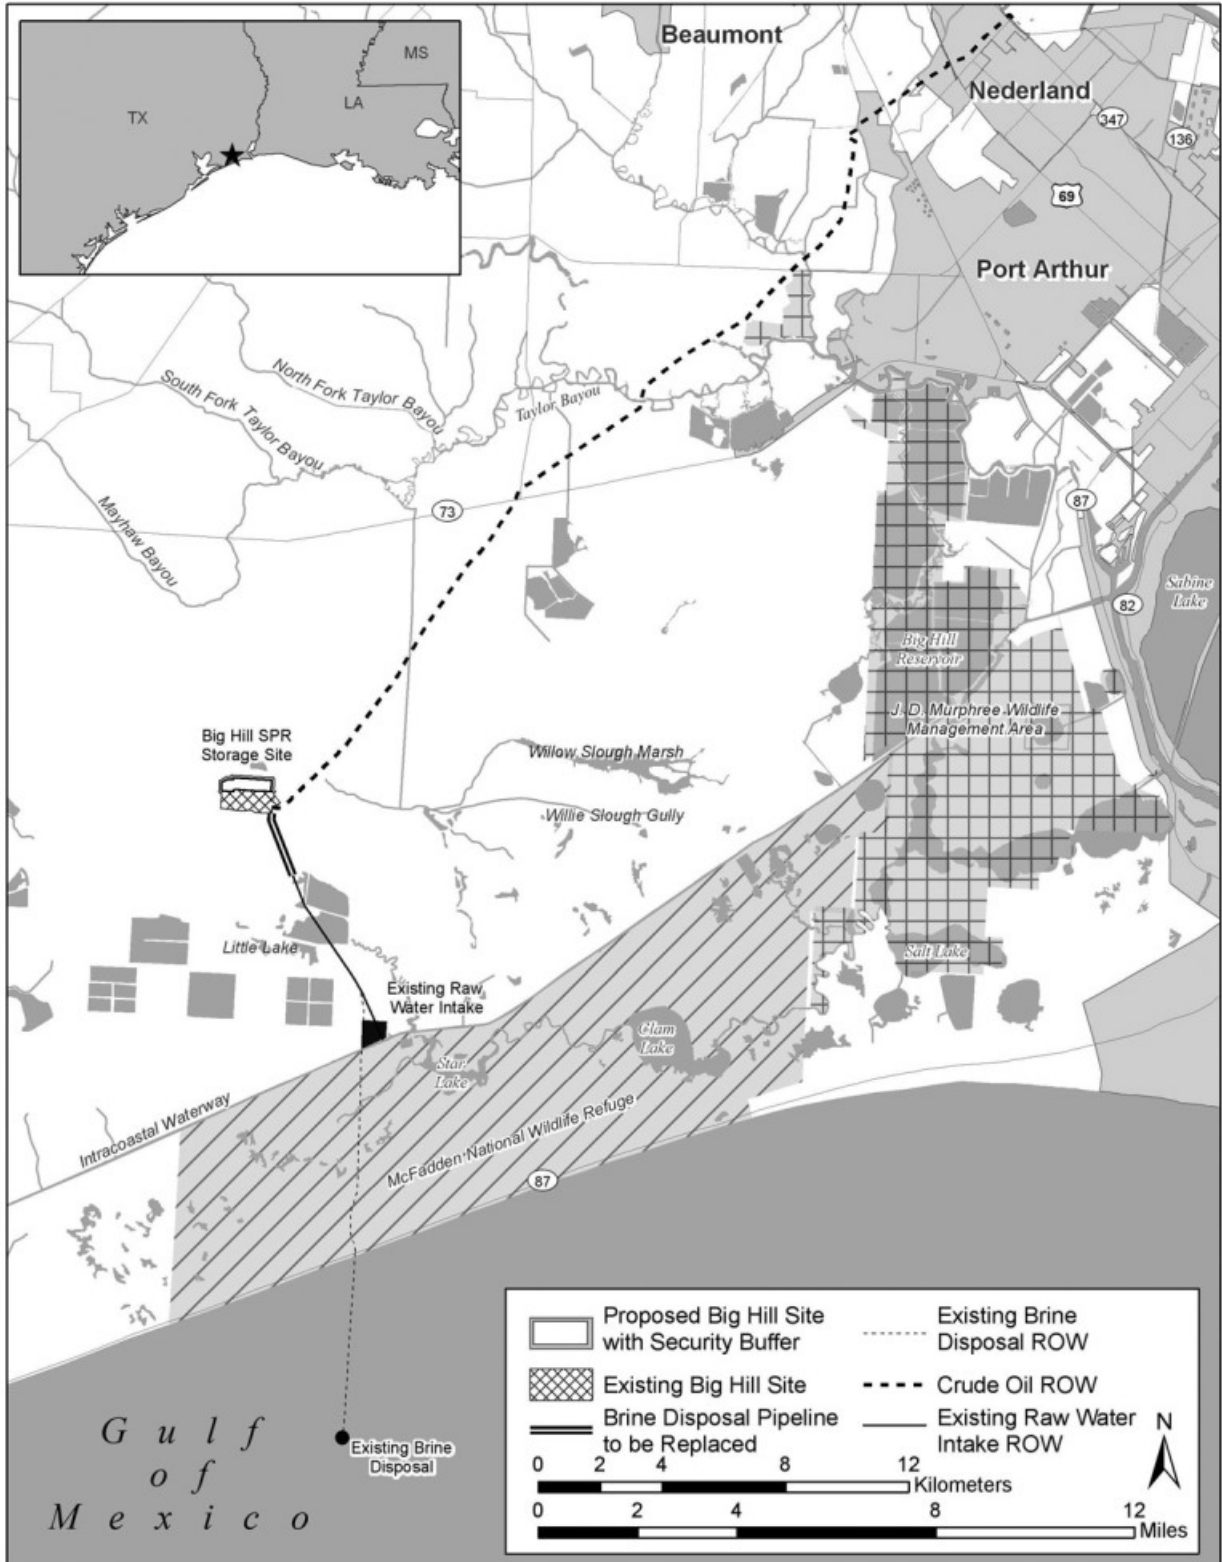 Beaumont
MS
LA
TX
Nederland
347
136
69
Port Arthur
North Fork Taylor Bayou
South Fork Taylor Bayou
Taylor Bayou
Mayhaw Bayou
73
87
82
Sabine
Lake
Big Hill
Reservoir
J. D. Murphree Wildlife
Management Area
Big Hill SPR
Storage Site
Willow Slough Marsh
Willie Slough Gully
Little Lake
Salt Lake
Existing Raw
Water Intake
Clam
Lake
Star
Lake
Intracoastal Waterway
McFadden National Wildlife Refuge
87
Gulf
of
Mexico
Existing Brine
Disposal
Proposed Big Hill Site
with Security Buffer
Existing Big Hill Site
Brine Disposal Pipeline
to be Replaced
Existing Brine
Disposal ROW
Crude Oil ROW
Existing Raw Water
Intake ROW
N
0 2 4 8 12
Kilometers
0 2 4 8 12
Miles